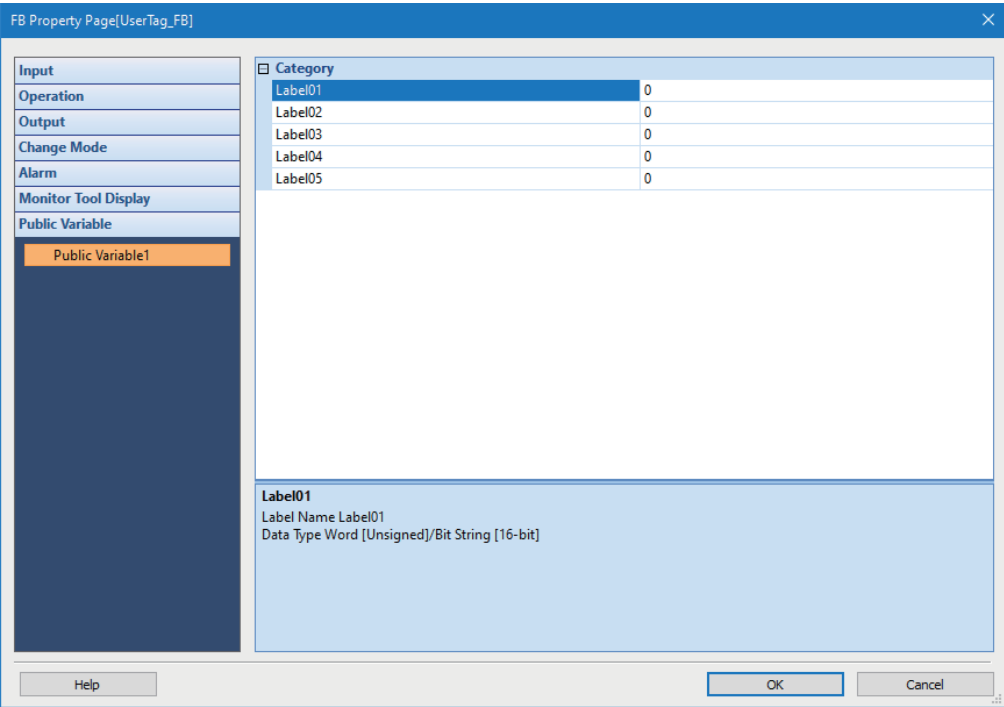 FB Property Page[UserTag_FB]
Input
Operation
Output
Change Mode
Alarm
Monitor Tool Display
Public Variable
Public Variable1
Category
Label01 0
Label02 0
Label03 0
Label04 0
Label05 0
Label01
Label Name Label01
Data Type Word [Unsigned]/Bit String [16-bit]
Help
OK
Cancel